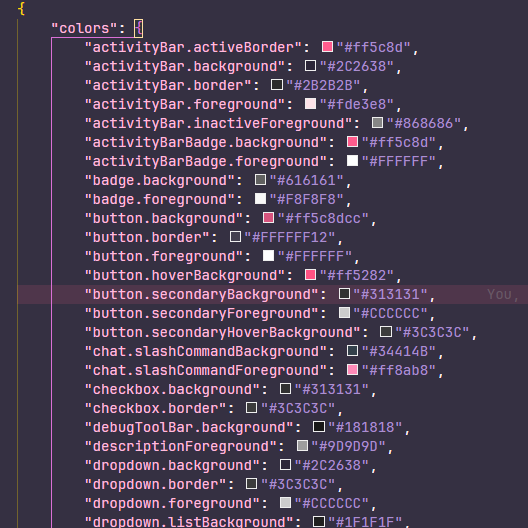 {
"colors": {
"activityBar.activeBorder": "#ff5c8d",
"activityBar.background": "#2C2638",
"activityBar.border": "#2B2B2B",
"activityBar.foreground": "#fde3e8",
"activityBar.inactiveForeground": "#868686",
"activityBarBadge.background": "#ff5c8d",
"activityBarBadge.foreground": "#FFFFFF",
"badge.background": "#616161",
"badge.foreground": "#F8F8F8",
"button.background": "#ff5c8dcc",
"button.border": "#FFFFFF12",
"button.foreground": "#FFFFFF",
"button.hoverBackground": "#ff5282",
"button.secondaryBackground": "#313131", You,
"button.secondaryForeground": "#CCCCCC",
"button.secondaryHoverBackground": "#3C3C3C",
"chat.slashCommandBackground": "#34414B",
"chat.slashCommandForeground": "#ff8ab8",
"checkbox.background": "#313131",
"checkbox.border": "#3C3C3C",
"debugToolBar.background": "#181818",
"descriptionForeground": "#9D9D9D",
"dropdown.background": "#2C2638",
"dropdown.border": "#3C3C3C",
"dropdown.foreground": "#CCCCCC",
"dropdown.listBackground": "#1F1F1F",